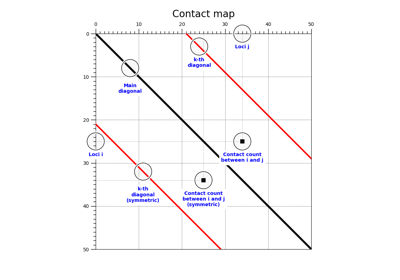 Contact map
0 10 20 30 40 50
0
Loci j
k-th
diagonal
10
Main
diagonal
20
Loci i
Contact count
between i and j
30
k-th
diagonal
(symmetric)
Contact count
between i and j
(symmetric)
40
50